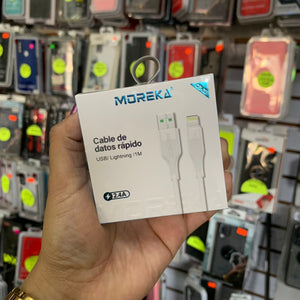 MOREKA
Cable de
datos rápido
USB/ Lightning /1M
2.4A